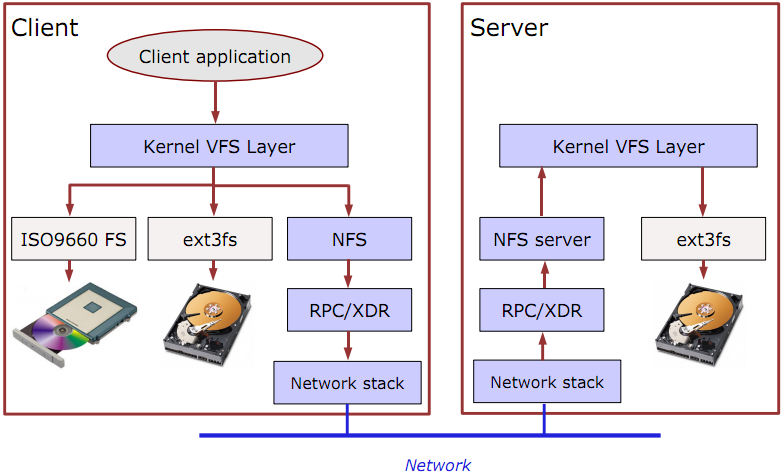 Client
Client application
Kernel VFS Layer
ISO9660 FS
ext3fs
NFS
RPC/XDR
Network stack
Server
Kernel VFS Layer
NFS server
ext3fs
RPC/XDR
Network stack
Network